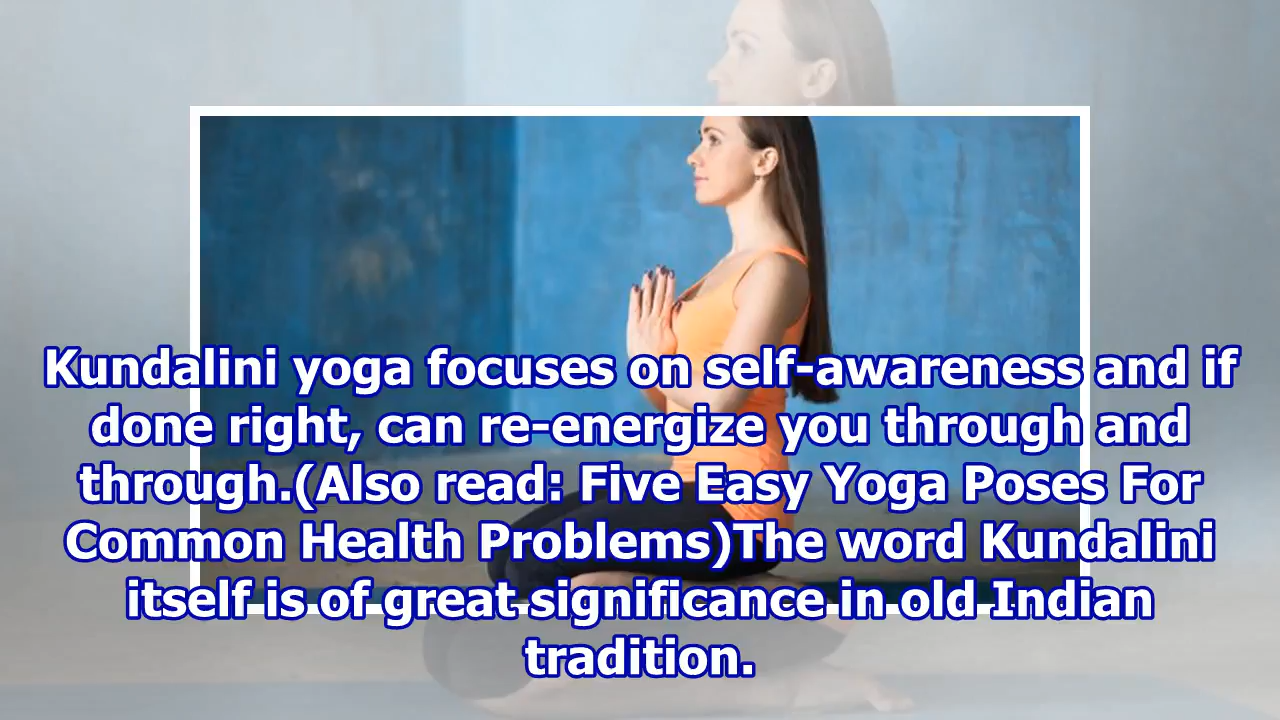 Kundalini yoga focuses on self-awareness and if
done right, can re-energize you through and
through.(Also read: Five Easy Yoga Poses For
Common Health Problems)The word Kundalini
itself is of great significance in old Indian
tradition.